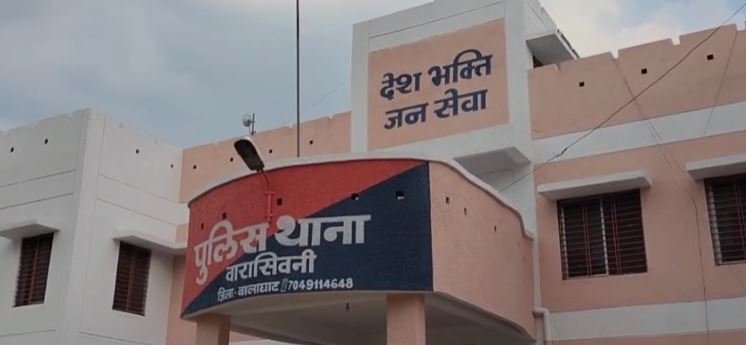 देश भक्ति
जन सेवा
पुलिस थाना
वारासिवनी
जिला-बालाघाट 7049114648